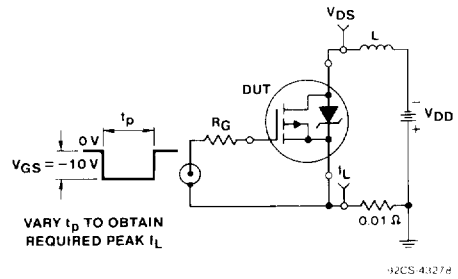 VDS
L
DUT
tp
0 V
RG
VDD
-
+
VGS = -10 V
IL
0.01 Ω
VARY tp TO OBTAIN
REQUIRED PEAK IL
92CS-43278